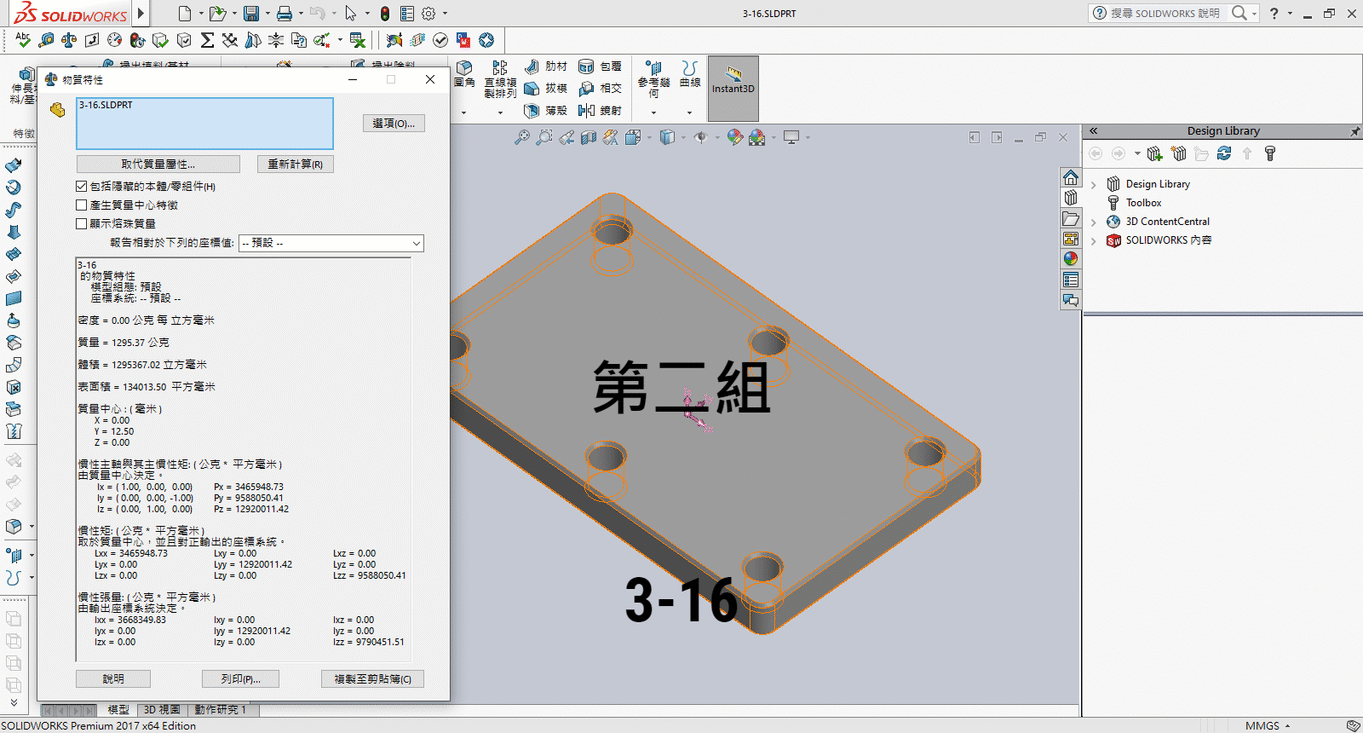 SOLIDWORKS
3-16.SLDPRT
搜尋 SOLIDWORKS 說明
掃出填料/基材
掃出除料
伸長填
料/基
特徵
圓角
直線複
製排列
肋材
拔模
薄殼
包覆
相交
鏡射
參考幾
何
曲線
Instant3D
物質特性
3-16.SLDPRT
選項(O)...
取代質量屬性...
重新計算(R)
包括隱藏的本體/零組件(H)
產生質量中心特徵
顯示熔珠質量
報告相對於下列的座標值: -- 預設 --
3-16
的物質特性
模型組態: 預設
座標系統: -- 預設 --
密度 = 0.00 公克 每 立方毫米
質量 = 1295.37 公克
體積 = 1295367.02 立方毫米
表面積 = 134013.50 平方毫米
質量中心 : ( 毫米 )
X = 0.00
Y = 12.50
Z = 0.00
慣性主軸與其主慣性矩: ( 公克 * 平方毫米 )
由質量中心決定。
Ix = ( 1.00, 0.00, 0.00) Px = 3465948.73
Iy = ( 0.00, 0.00, -1.00) Py = 9588050.41
Iz = ( 0.00, 1.00, 0.00) Pz = 12920011.42
慣性矩: ( 公克 * 平方毫米 )
取於質量中心，並且對正輸出的座標系統。
Lxx = 3465948.73 Lxy = 0.00 Lxz = 0.00
Lyx = 0.00 Lyy = 12920011.42 Lyz = 0.00
Lzx = 0.00 Lzy = 0.00 Lzz = 9588050.41
慣性張量: ( 公克 * 平方毫米 )
由輸出座標系統決定。
Ixx = 3668349.83 Ixy = 0.00 Ixz = 0.00
Iyx = 0.00 Iyy = 12920011.42 Iyz = 0.00
Izx = 0.00 Izy = 0.00 Izz = 9790451.51
說明
列印(P)...
複製至剪貼簿(C)
第二組
3-16
Design Library
Design Library
Toolbox
3D ContentCentral
SOLIDWORKS 內容
模型
3D 視圖
動作研究 1
SOLIDWORKS Premium 2017 x64 Edition
MMGS